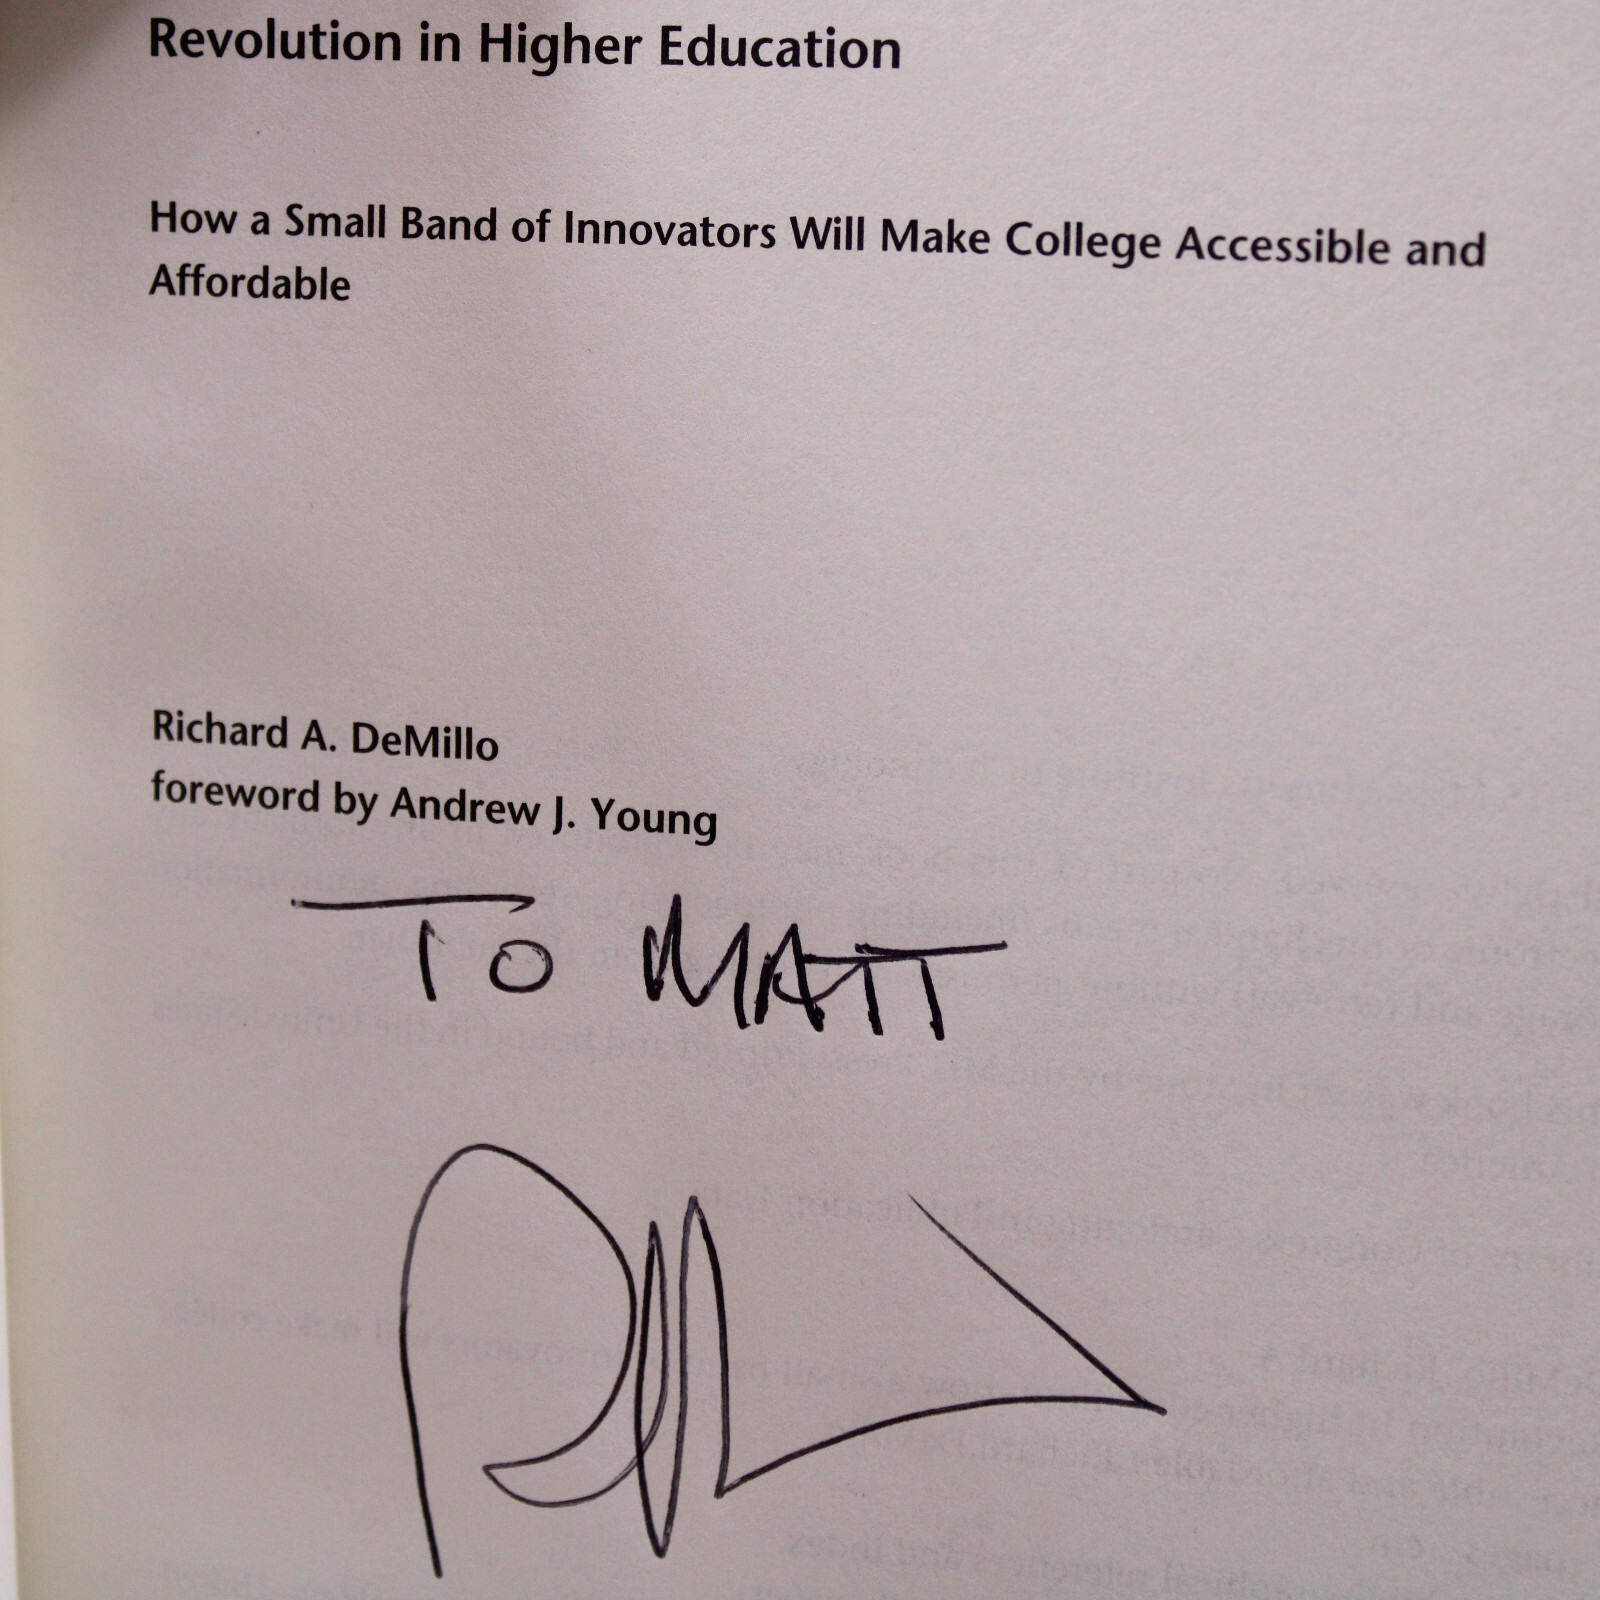 Revolution in Higher Education
How a Small Band of Innovators Will Make College Accessible and
Affordable
Richard A. DeMillo
foreword by Andrew J. Young
TO MATT